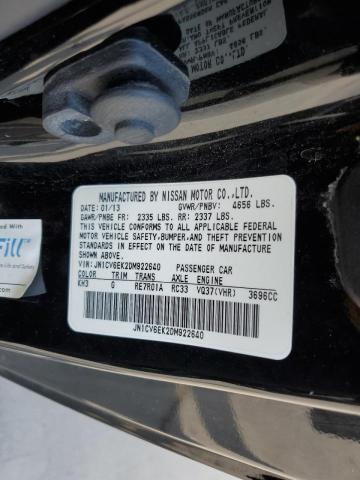 MANUFACTURED BY NISSAN MOTOR CO.,LTD.
DATE: 01/13 GVWR/PNBV: 4656 LBS.
GAWR/PNBE FR: 2335 LBS. RR: 2337 LBS.
THIS VEHICLE CONFORMS TO ALL APPLICABLE FEDERAL
MOTOR VEHICLE SAFETY,BUMPER,AND THEFT PREVENTION
STANDARDS IN EFFECT ON THE DATE OF MANUFACTURE
SHOWN ABOVE.
VIN: JN1CV6EK2DM922640 PASSENGER CAR
COLOR TRIM TRANS AXLE ENGINE
KH3 G RE7R01A RC33 VQ37(VHR) 3696CC
JN1CV6EK2DM922640
ed With
Fill